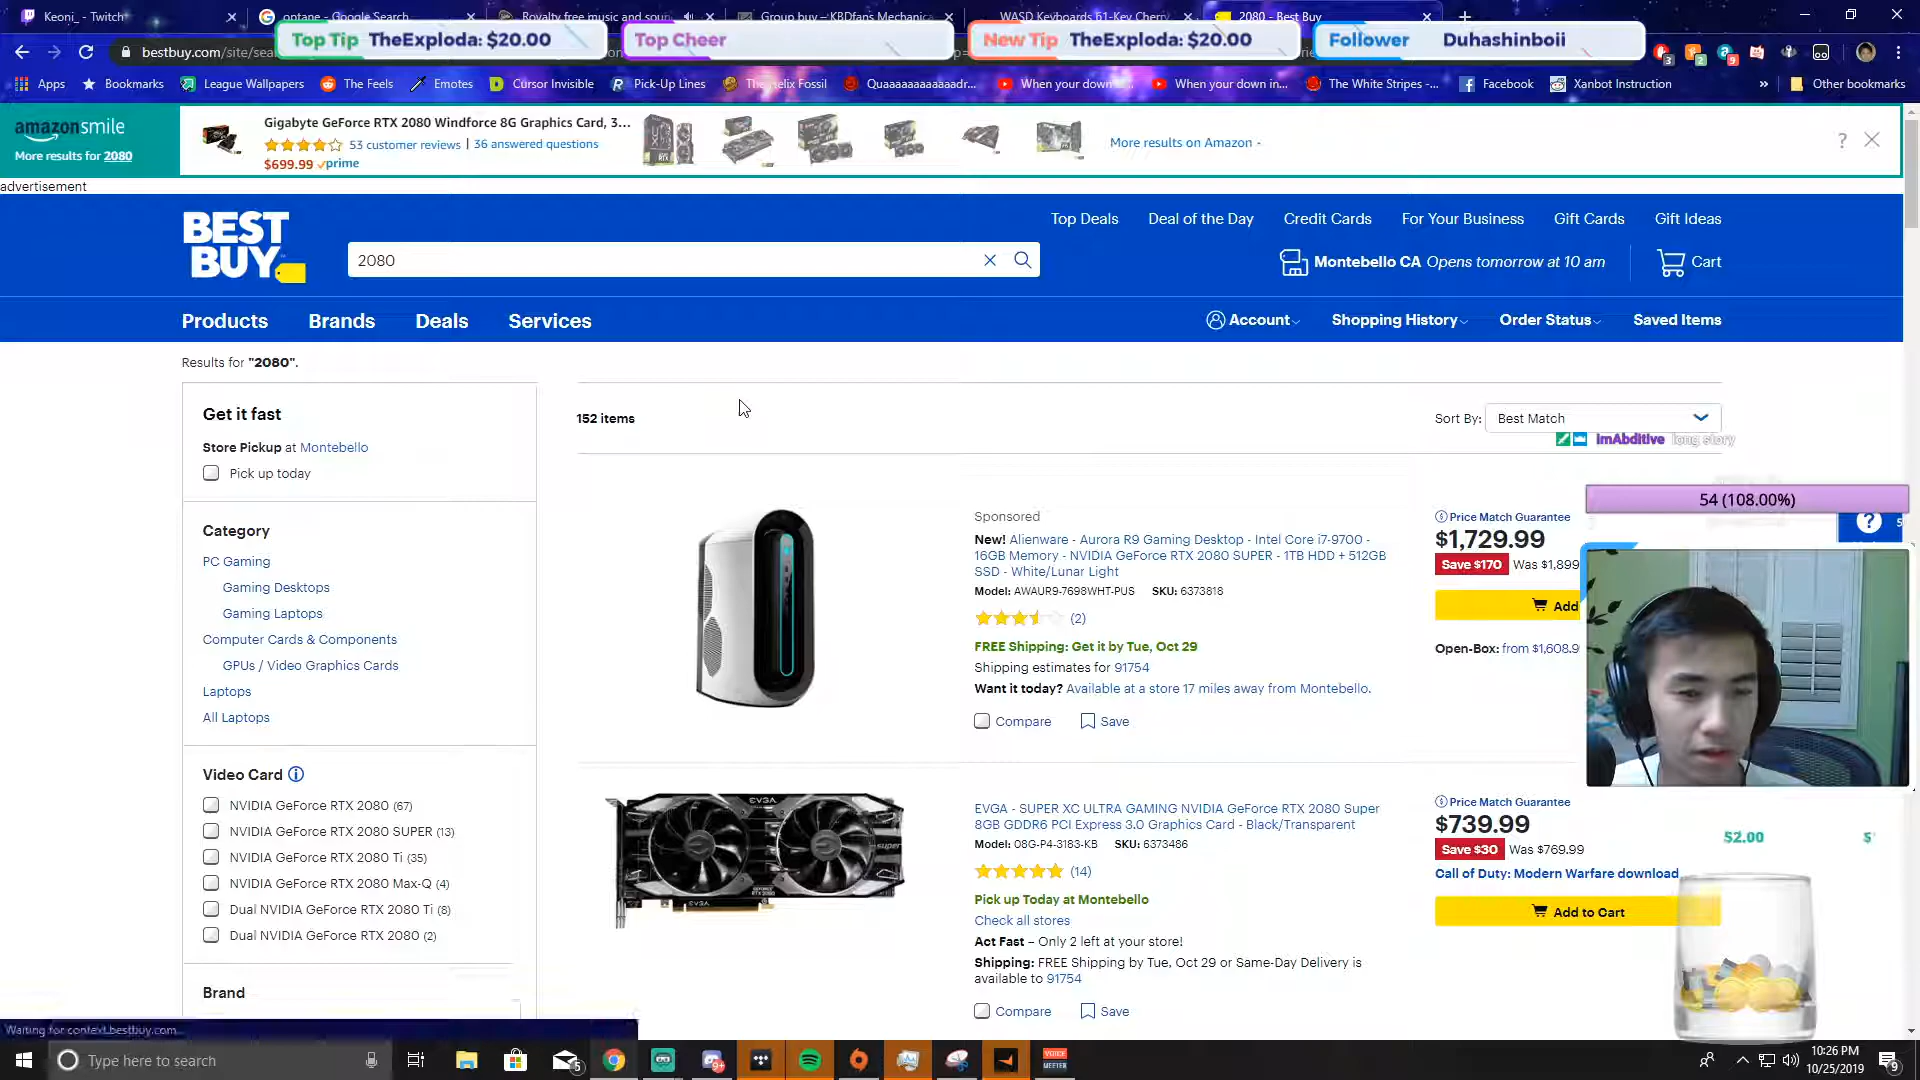 Keoni_ - Twitch
optane - Google Search
Royalty free music and soun
Group buy – KBDfans Mechanica
WASD Keyboards 61-Key Cherry
2080 - Best Buy
Top Tip TheExploda: $20.00
Top Cheer
New Tip TheExploda: $20.00
Follower Duhashinboii
bestbuy.com/site/sea
Apps
Bookmarks
League Wallpapers
The Feels
Emotes
Cursor Invisible
Pick-Up Lines
The Helix Fossil
Quaaaaaaaaaaadr...
When your down
When your down in...
The White Stripes -...
Facebook
Xanbot Instruction
»
Other bookmarks
amazonsmile
More results for 2080
Gigabyte GeForce RTX 2080 Windforce 8G Graphics Card, 3...
53 customer reviews | 36 answered questions
$699.99 prime
More results on Amazon
?
advertisement
BEST BUY
2080
Top Deals
Deal of the Day
Credit Cards
For Your Business
Gift Cards
Gift Ideas
Montebello CA Opens tomorrow at 10 am
Cart
Products
Brands
Deals
Services
Account
Shopping History
Order Status
Saved Items
Results for "2080".
Get it fast
Store Pickup at Montebello
Pick up today
Category
PC Gaming
Gaming Desktops
Gaming Laptops
Computer Cards & Components
GPUs / Video Graphics Cards
Laptops
All Laptops
Video Card
NVIDIA GeForce RTX 2080 (67)
NVIDIA GeForce RTX 2080 SUPER (13)
NVIDIA GeForce RTX 2080 Ti (35)
NVIDIA GeForce RTX 2080 Max-Q (4)
Dual NVIDIA GeForce RTX 2080 Ti (8)
Dual NVIDIA GeForce RTX 2080 (2)
Brand
152 items
Sort By: Best Match
imAbditive long story
54 (108.00%)
Sponsored
New! Alienware - Aurora R9 Gaming Desktop - Intel Core i7-9700 -
16GB Memory - NVIDIA GeForce RTX 2080 SUPER - 1TB HDD + 512GB
SSD - White/Lunar Light
Model: AWAUR9-7698WHT-PUS SKU: 6373818
(2)
FREE Shipping: Get it by Tue, Oct 29
Shipping estimates for 91754
Want it today? Available at a store 17 miles away from Montebello.
Compare
Save
Price Match Guarantee
$1,729.99
Save $170 Was $1,899
Add
Open-Box: from $1,608.9
EVGA - SUPER XC ULTRA GAMING NVIDIA GeForce RTX 2080 Super
8GB GDDR6 PCI Express 3.0 Graphics Card - Black/Transparent
Model: 08G-P4-3183-KB SKU: 6373486
(14)
Pick up Today at Montebello
Check all stores
Act Fast – Only 2 left at your store!
Shipping: FREE Shipping by Tue, Oct 29 or Same-Day Delivery is
available to 91754
Compare
Save
Price Match Guarantee
$739.99
Save $30 Was $769.99
Call of Duty: Modern Warfare download
Add to Cart
$2.00
EVGA
super
EVGA
Waiting for context.bestbuy.com...
Type here to search
5
9+
VOICE
MEETER
10:26 PM
10/25/2019
9